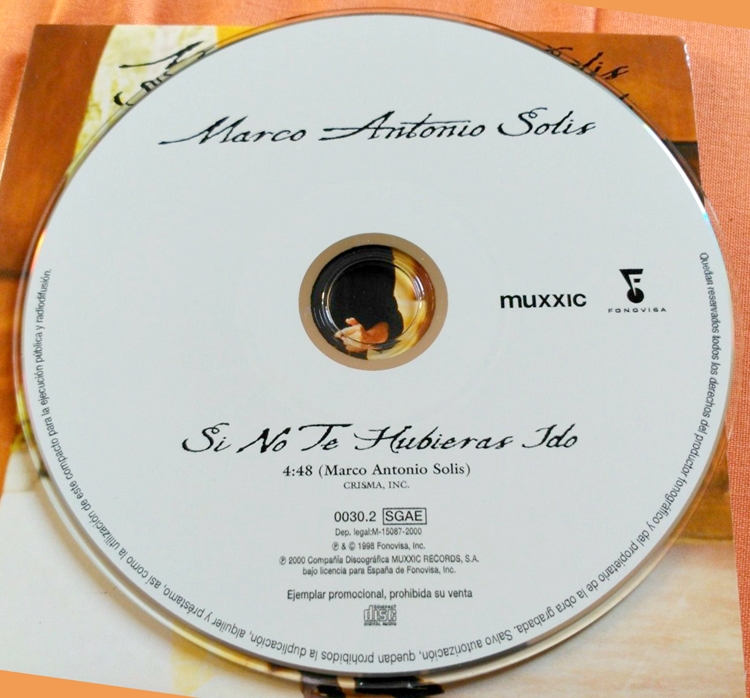 Marco Antonio Solis
muxxic
FONOVISA
Si No Te Hubieras Ido
4:48 (Marco Antonio Solis)
CRISMA, INC.
0030.2 SGAE
Dep. legal:M-15087-2000
℗ & © 1998 Fonovisa, Inc.
℗ 2000 Compañía Discográfica MUXXIC RECORDS, S.A.
bajo licencia para España de Fonovisa, Inc.
Ejemplar promocional, prohibida su venta
COMPACT
disc
DIGITAL AUDIO
Quedan reservados todos los derechos del productor fonográfico y del propietario de la obra grabada. Salvo autorización, quedan prohibidos la duplicación, alquiler y préstamo, así como la utilización de este compacto para la ejecución pública y radiodifusión.